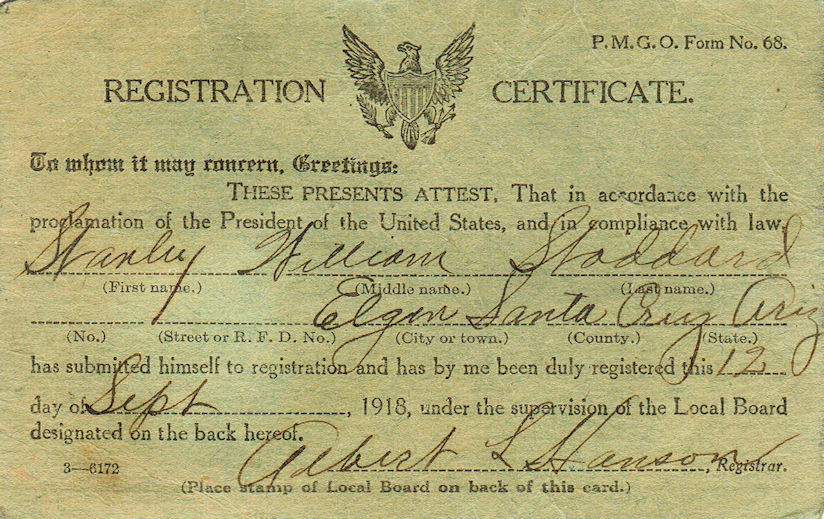 P. M. G. O. Form No. 68.
REGISTRATION CERTIFICATE.
To whom it may concern, Greetings:
THESE PRESENTS ATTEST, That in accordance with the
proclamation of the President of the United States, and in compliance with law,
Stanley William Stoddard
(First name.) (Middle name.) (Last name.)
Elgin Santa Cruz Ariz
(No.) (Street or R. F. D. No.) (City or town.) (County.) (State.)
has submitted himself to registration and has by me been duly registered this 12
day of Sept, 1918, under the supervision of the Local Board
designated on the back hereof.
Albert L Hanson, Registrar.
3—6172
(Place stamp of Local Board on back of this card.)